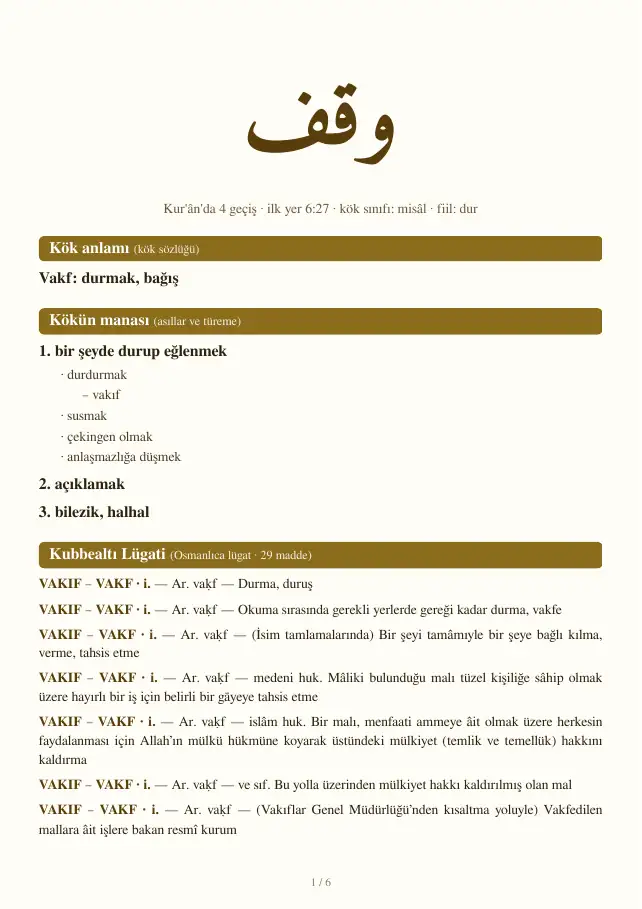 وقف
Kur'ân'da 4 geçiş · ilk yer 6:27 · kök sınıfı: misâl · fiil: dur
Kök anlamı (kök sözlüğü)
Vakf: durmak, bağış
Kökün manası (asıllar ve türeme)
1. bir şeyde durup eğlenmek
· durdurmak
– vakıf
· susmak
· çekingen olmak
· anlaşmazlığa düşmek
2. açıklamak
3. bilezik, halhal
Kubbealtı Lügati (Osmanlıca lügat · 29 madde)
VAKIF – VAKF · i. — Ar. vaḳf — Durma, duruş
VAKIF – VAKF · i. — Ar. vaḳf — Okuma sırasında gerekli yerlerde gereği kadar durma, vakfe
VAKIF – VAKF · i. — Ar. vaḳf — (İsim tamlamalarında) Bir şeyi tamâmıyle bir şeye bağlı kılma,
verme, tahsis etme
VAKIF – VAKF · i. — Ar. vaḳf — medeni huk. Mâliki bulunduğu malı tüzel kişiliğe sâhip olmak
üzere hayırlı bir iş için belirli bir gâyeye tahsis etme
VAKIF – VAKF · i. — Ar. vaḳf — islâm huk. Bir malı, menfaati ammeye âit olmak üzere herkesin
faydalanması için Allah’ın mülkü hükmüne koyarak üstündeki mülkiyet (temlik ve temellük) hakkını
kaldırma
VAKIF – VAKF · i. — Ar. vaḳf — ve sıf. Bu yolla üzerinden mülkiyet hakkı kaldırılmış olan mal
VAKIF – VAKF · i. — Ar. vaḳf — (Vakıflar Genel Müdürlüğü’nden kısaltma yoluyle) Vakfedilen
mallara âit işlere bakan resmî kurum
1 / 6